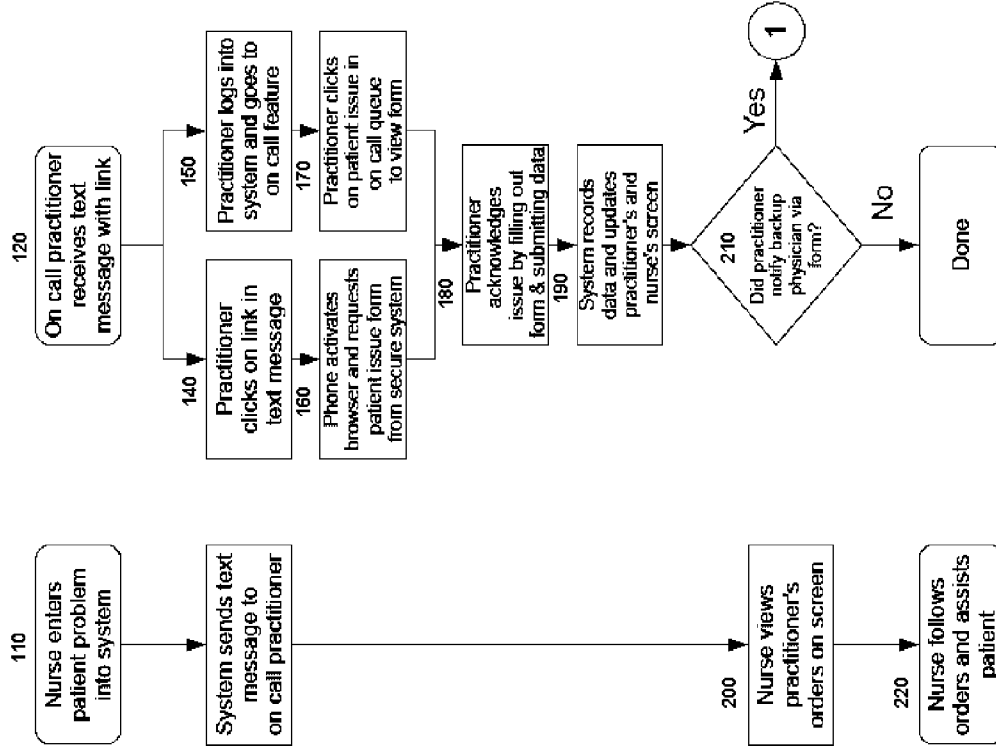 110
Nurse enters
patient problem
into system
System sends text
message to
on call practitioner
200
Nurse views
practitioner's
orders on screen
220
Nurse follows
orders and assists
patient
120
On call practitioner
receives text
message with link
140
Practitioner
clicks on link in
text message
150
Practitioner logs into
system and goes to
on call feature
160
Phone activates
browser and requests
patient issue form
from secure system
170
Practitioner clicks
on patient issue in
on call queue
to view form
180
Practitioner
acknowledges
issue by filling out
form & submitting data
190
System records
data and updates
practitioner's and
nurse's screen
210
Did practitioner
notify backup
physician via
form?
Yes
1
No
Done